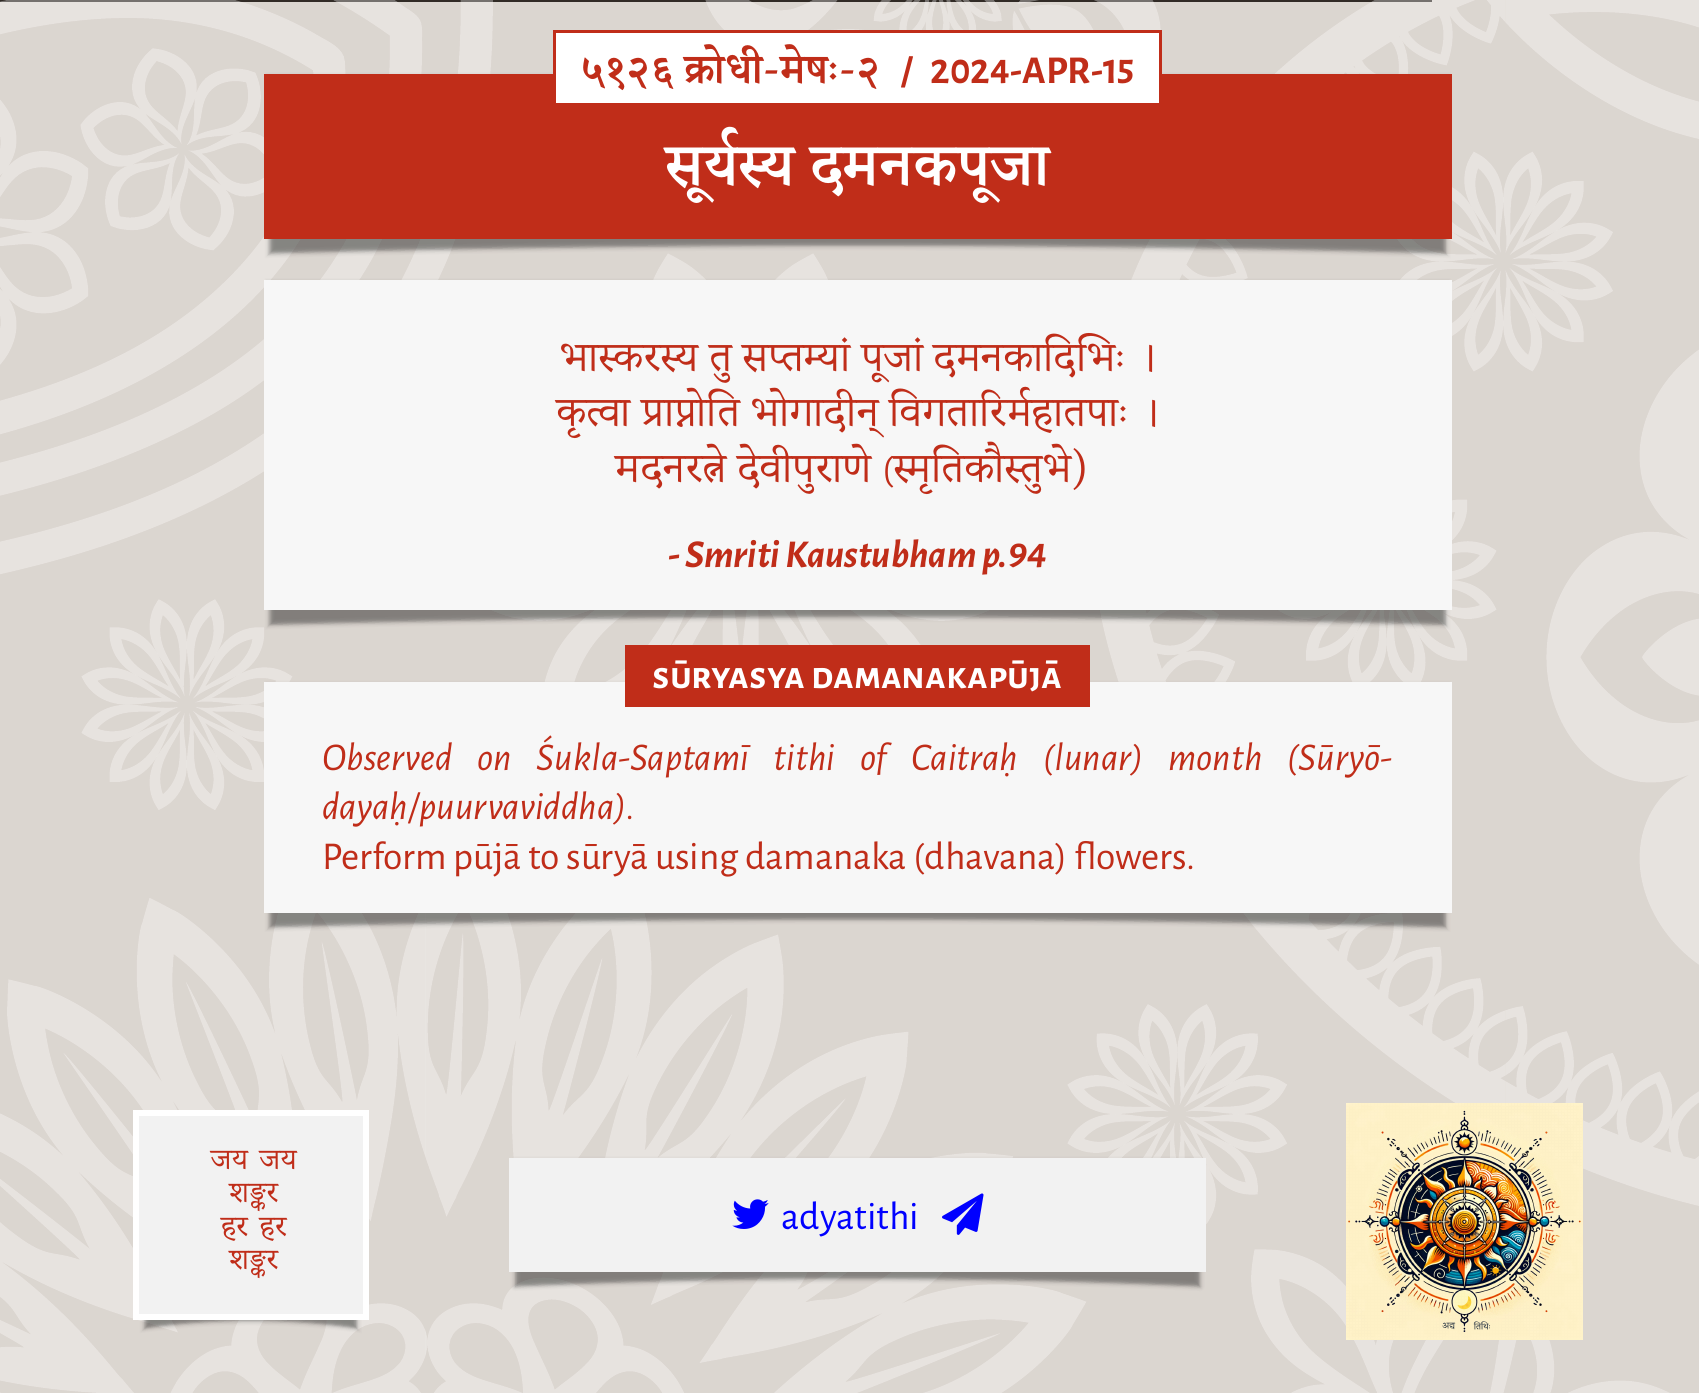 ५१२६ क्रोधी-मेषः-२ / 2024-APR-15
सूर्यस्य दमनकपूजा
भास्करस्य तु सप्तम्यां पूजां दमनकादिभिः ।
कृत्वा प्राप्नोति भोगादीन् विगतारिर्महातपाः ।
मदनरत्ने देवीपुराणे (स्मृतिकौस्तुभे)
- Smriti Kaustubham p.94
SŪRYASYA DAMANAKAPŪJĀ
Observed on Śukla-Saptamī tithi of Caitraḥ (lunar) month (Sūryō-
dayaḥ/puurvaviddha).
Perform pūjā to sūryā using damanaka (dhavana) flowers.
जय जय
शङ्कर
हर हर
शङ्कर
adyatithi
अद्य तिथिः